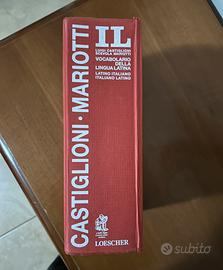 CASTIGLIONI · MARIOTTI
IL
LUIGI CASTIGLIONI
SCEVOLA MARIOTTI
VOCABOLARIO
DELLA
LINGUA LATINA
LATINO ITALIANO
ITALIANO LATINO
LOESCHER
subito